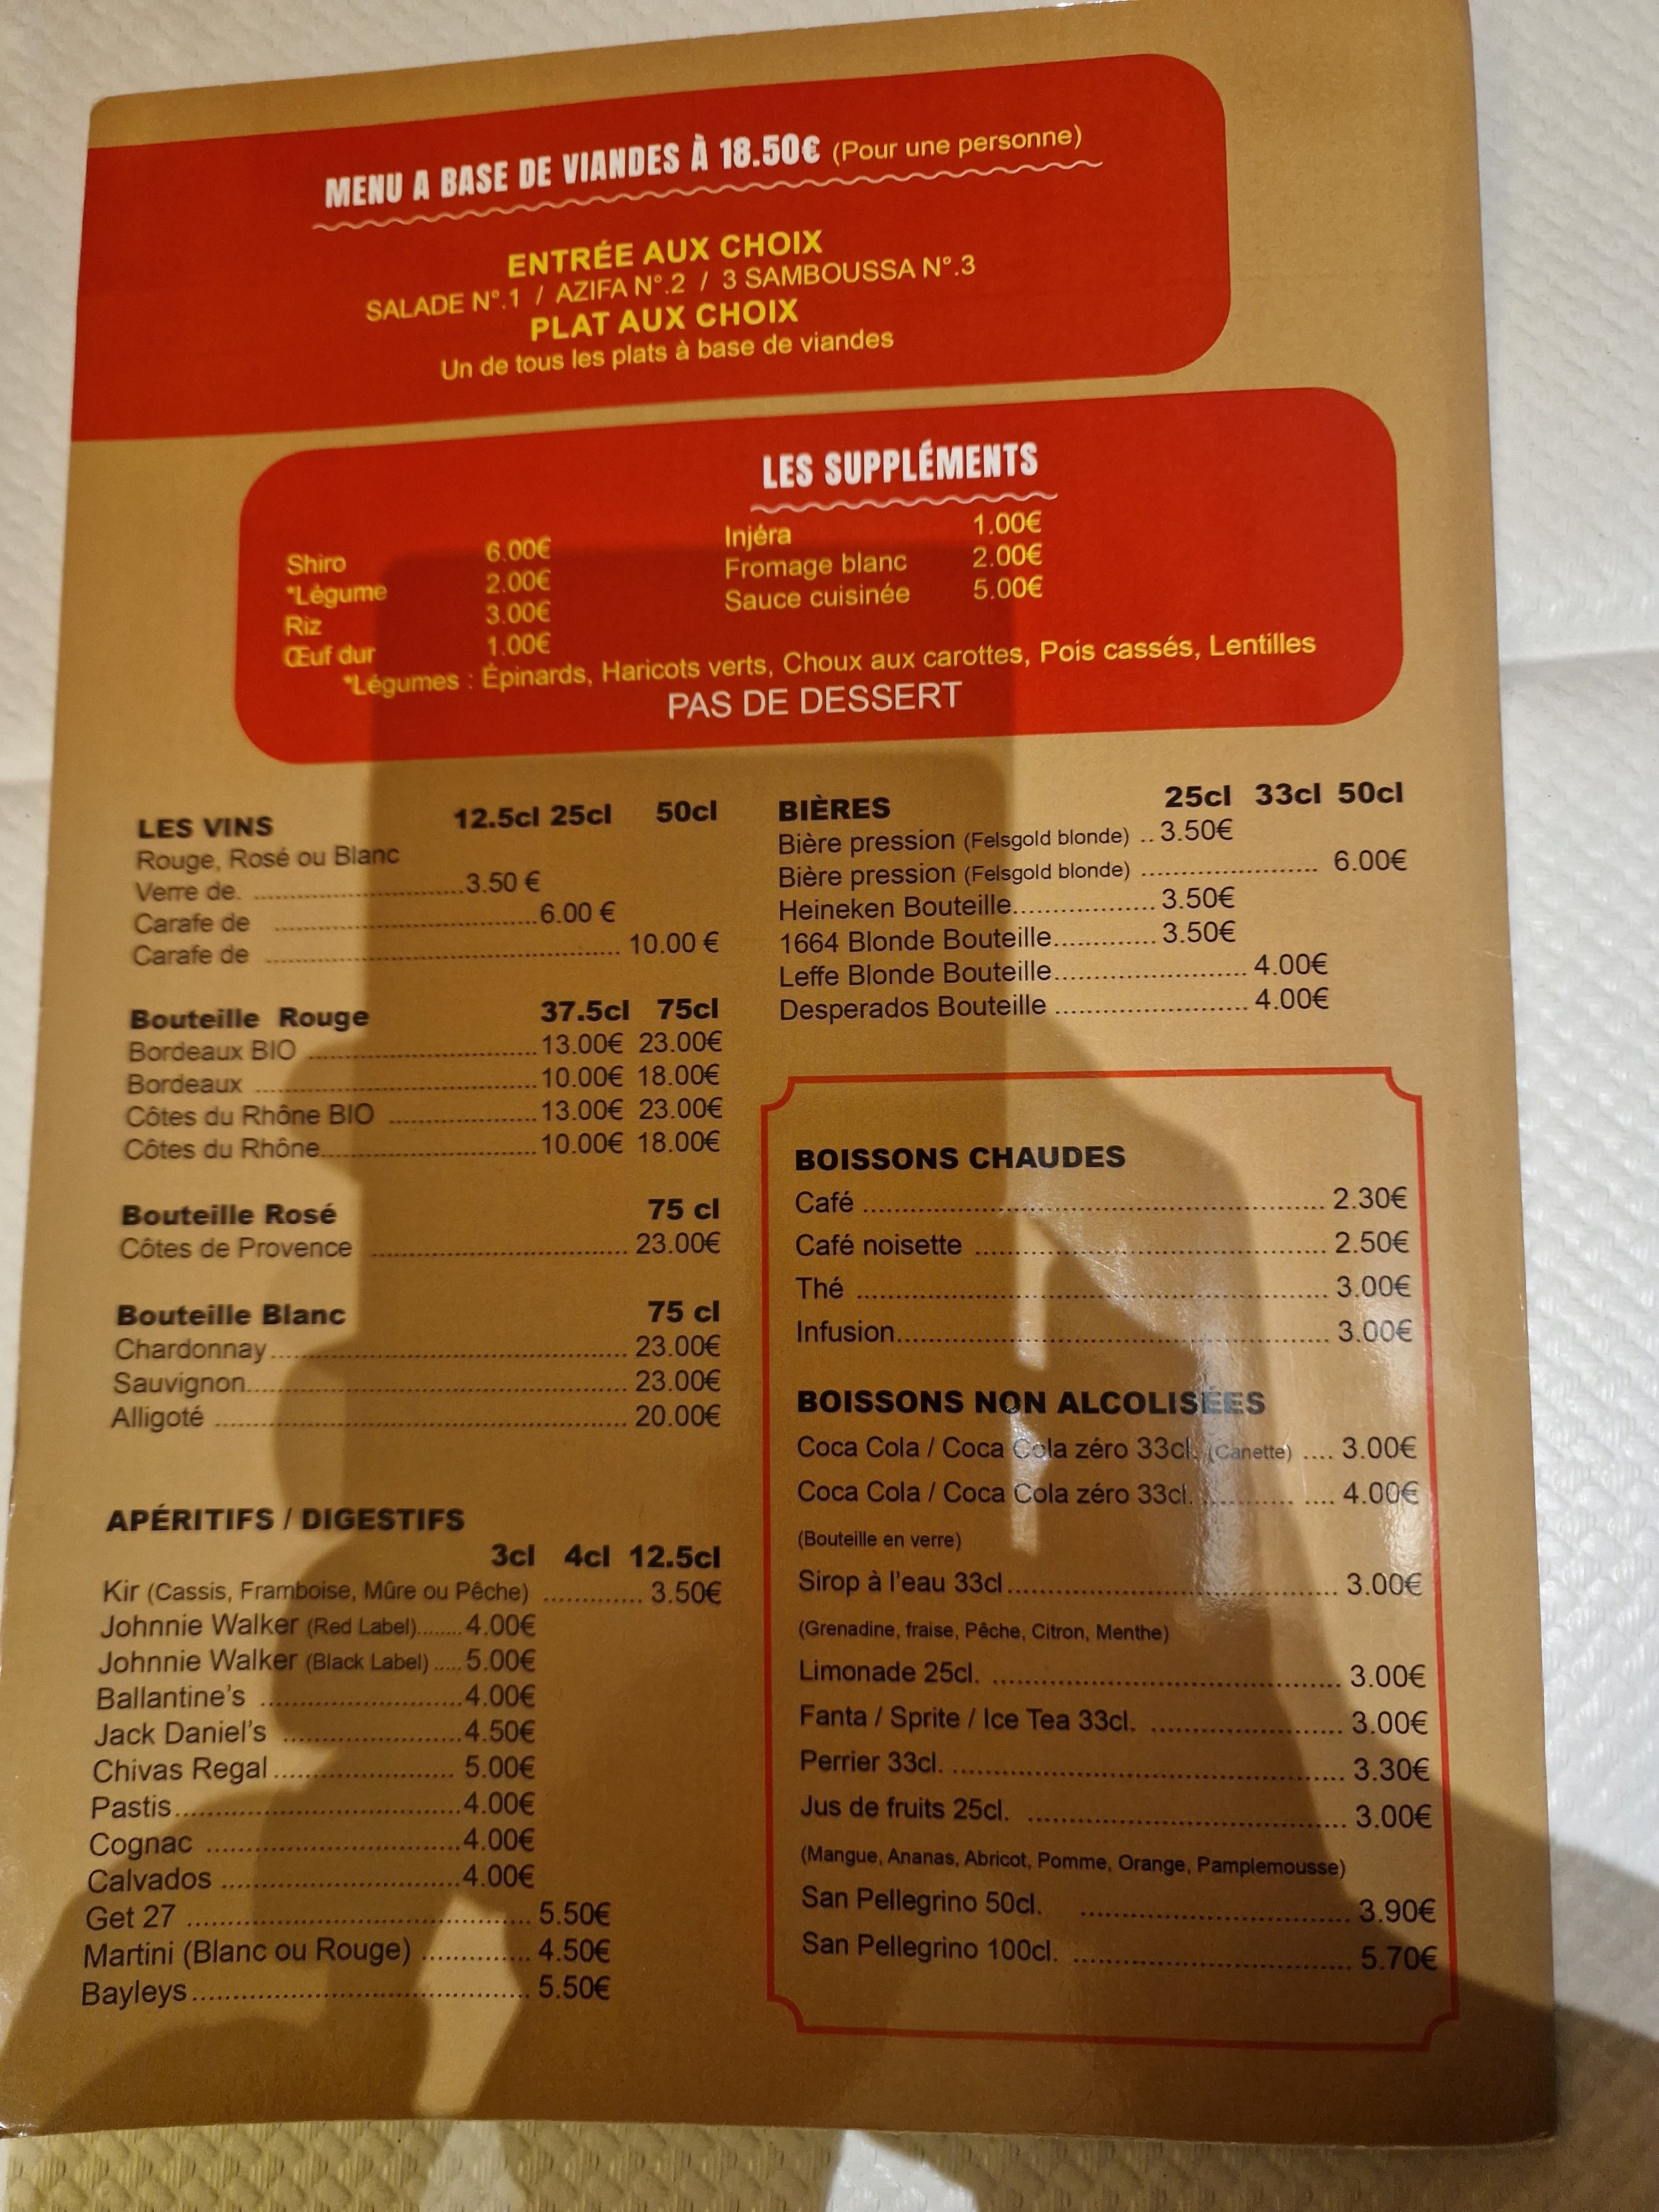 MENU A BASE DE VIANDES À 18.50€ (Pour une personne)
ENTRÉE AUX CHOIX
SALADE N°.1 / AZIFA N°.2 / 3 SAMBOUSSA N°.3
PLAT AUX CHOIX
Un de tous les plats à base de viandes
LES SUPPLÉMENTS
Shiro 6.00€
*Légume 2.00€
Riz 3.00€
Œuf dur 1.00€
Injéra 1.00€
Fromage blanc 2.00€
Sauce cuisinée 5.00€
*Légumes : Épinards, Haricots verts, Choux aux carottes, Pois cassés, Lentilles
PAS DE DESSERT
LES VINS 12.5cl 25cl 50cl
Rouge, Rosé ou Blanc
Verre de. ........................ 3.50 €
Carafe de ........................ 6.00 €
Carafe de ........................ 10.00 €
Bouteille Rouge 37.5cl 75cl
Bordeaux BIO ........................ 13.00€ 23.00€
Bordeaux ........................ 10.00€ 18.00€
Côtes du Rhône BIO ........................ 13.00€ 23.00€
Côtes du Rhône ........................ 10.00€ 18.00€
Bouteille Rosé 75 cl
Côtes de Provence ........................ 23.00€
Bouteille Blanc 75 cl
Chardonnay ........................ 23.00€
Sauvignon ........................ 23.00€
Alligoté ........................ 20.00€
APÉRITIFS / DIGESTIFS
3cl 4cl 12.5cl
Kir (Cassis, Framboise, Mûre ou Pêche) ............. 3.50€
Johnnie Walker (Red Label) ........ 4.00€
Johnnie Walker (Black Label) ..... 5.00€
Ballantine's ........................ 4.00€
Jack Daniel's ........................ 4.50€
Chivas Regal ........................ 5.00€
Pastis ........................ 4.00€
Cognac ........................ 4.00€
Calvados ........................ 4.00€
Get 27 ........................ 5.50€
Martini (Blanc ou Rouge) ............. 4.50€
Bayleys ........................ 5.50€
BIÈRES 25cl 33cl 50cl
Bière pression (Felsgold blonde) .. 3.50€
Bière pression (Felsgold blonde) ..................... 6.00€
Heineken Bouteille ................. 3.50€
1664 Blonde Bouteille ............. 3.50€
Leffe Blonde Bouteille ........................ 4.00€
Desperados Bouteille ........................ 4.00€
BOISSONS CHAUDES
Café ........................ 2.30€
Café noisette ........................ 2.50€
Thé ........................ 3.00€
Infusion ........................ 3.00€
BOISSONS NON ALCOLISÉES
Coca Cola / Coca Cola zéro 33cl. (Canette) .... 3.00€
Coca Cola / Coca Cola zéro 33cl. ............ .... 4.00€
(Bouteille en verre)
Sirop à l'eau 33cl ........................ 3.00€
(Grenadine, fraise, Pêche, Citron, Menthe)
Limonade 25cl. ........................ 3.00€
Fanta / Sprite / Ice Tea 33cl. ........................ 3.00€
Perrier 33cl. ........................ 3.30€
Jus de fruits 25cl. ........................ 3.00€
(Mangue, Ananas, Abricot, Pomme, Orange, Pamplemousse)
San Pellegrino 50cl. ........................ 3.90€
San Pellegrino 100cl. ........................ 5.70€